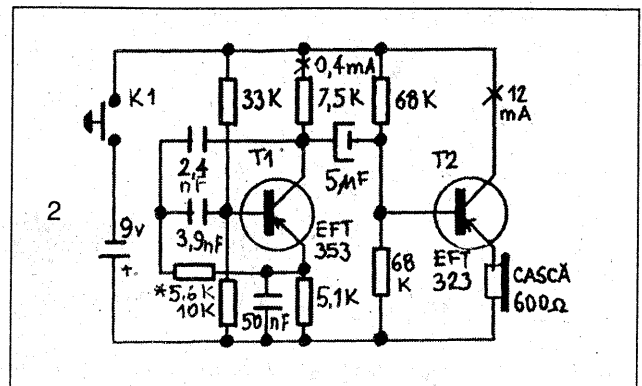 2
K1
9v
+
33K
0,4mA
7,5K
68K
12
mA
2,4
nF
3,9nF
T1
5µF
T2
EFT
353
*5,6K
10K
50nF
5,1K
68
K
EFT
323
CASCĂ
600Ω